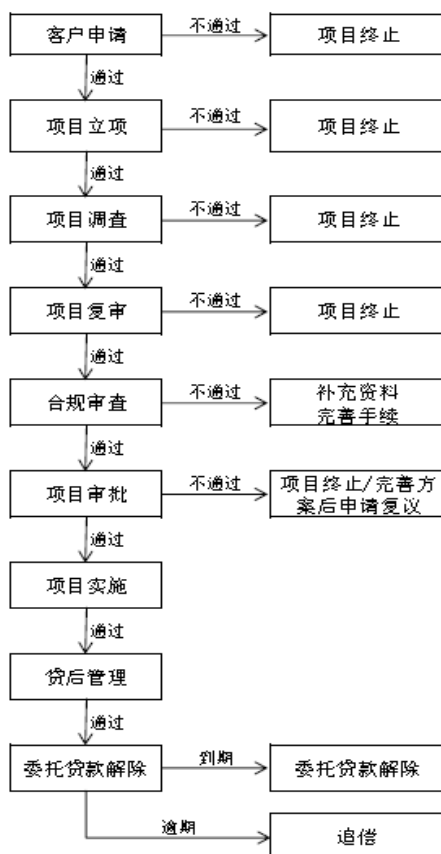 客户申请
不通过
项目终止
通过
项目立项
不通过
项目终止
通过
项目调查
不通过
项目终止
通过
项目复审
不通过
项目终止
通过
合规审查
不通过
补充资料
完善手续
通过
项目审批
不通过
项目终止/完善方
案后申请复议
通过
项目实施
通过
贷后管理
通过
委托贷款解除
到期
委托贷款解除
逾期
追偿